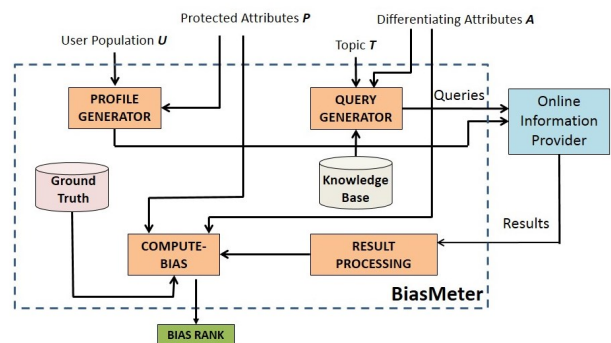 Protected Attributes P
Differentiating Attributes A
User Population U
Topic T
PROFILE
GENERATOR
QUERY
GENERATOR
Queries
Online
Information
Provider
Ground
Truth
Knowledge
Base
Results
COMPUTE-
BIAS
RESULT
PROCESSING
BiasMeter
BIAS RANK